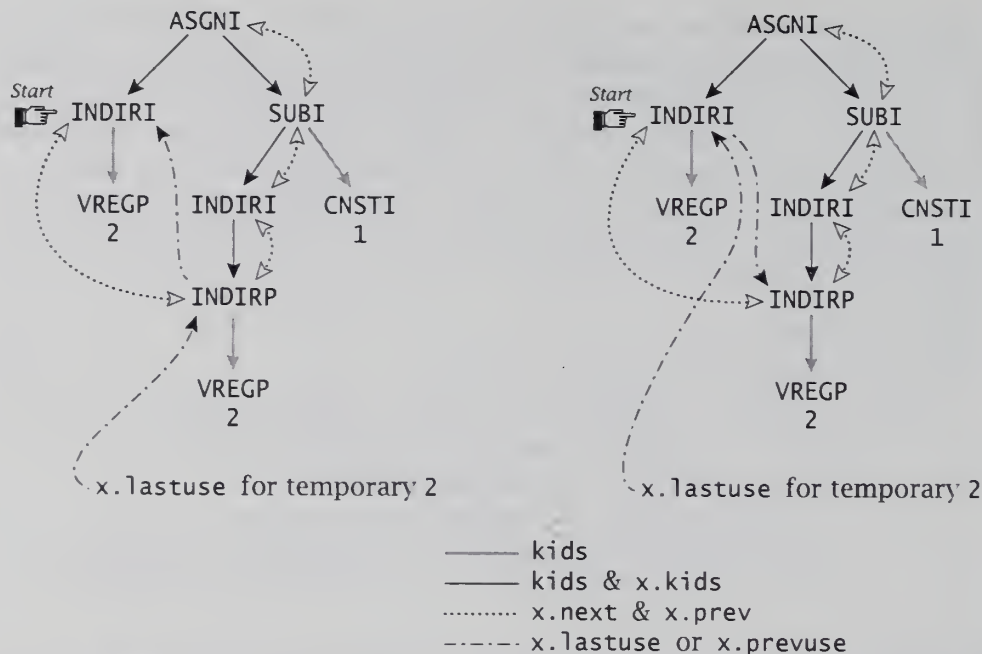 ASGNI
Start
INDIRI
SUBI
VREGP
2
INDIRI
CNSTI
1
INDIRP
VREGP
2
x.lastuse for temporary 2
ASGNI
Start
INDIRI
SUBI
VREGP
2
INDIRI
CNSTI
1
INDIRP
VREGP
2
x.lastuse for temporary 2
kids
kids & x.kids
x.next & x.prev
x.lastuse or x.prevuse